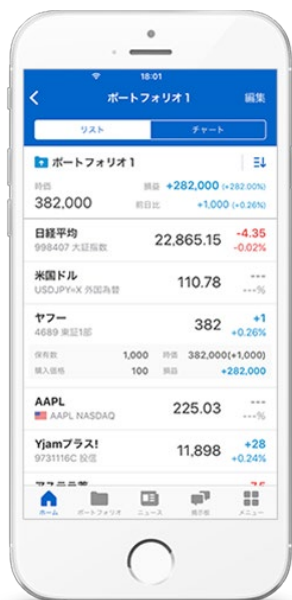 18:01
ポートフォリオ1 編集
リスト チャート
ポートフォリオ1
時価 損益 +282,000 (+282.00%)
382,000 前日比 +1,000 (+0.26%)
日経平均 22,865.15 -4.35
998407 大証指数 -0.02%
米国ドル 110.78 ---
USDJPY=X 外国為替 ---%
ヤフー 382 +1
4689 東証1部 +0.26%
保有数 1,000 時価 382,000(+1,000)
購入価格 100 損益 +282,000
AAPL 225.03 ---
AAPL NASDAQ ---%
Yjamプラス! 11,898 +28
9731116C 投信 +0.24%
ホーム ポートフォリオ ニュース 掲示板 メニュー